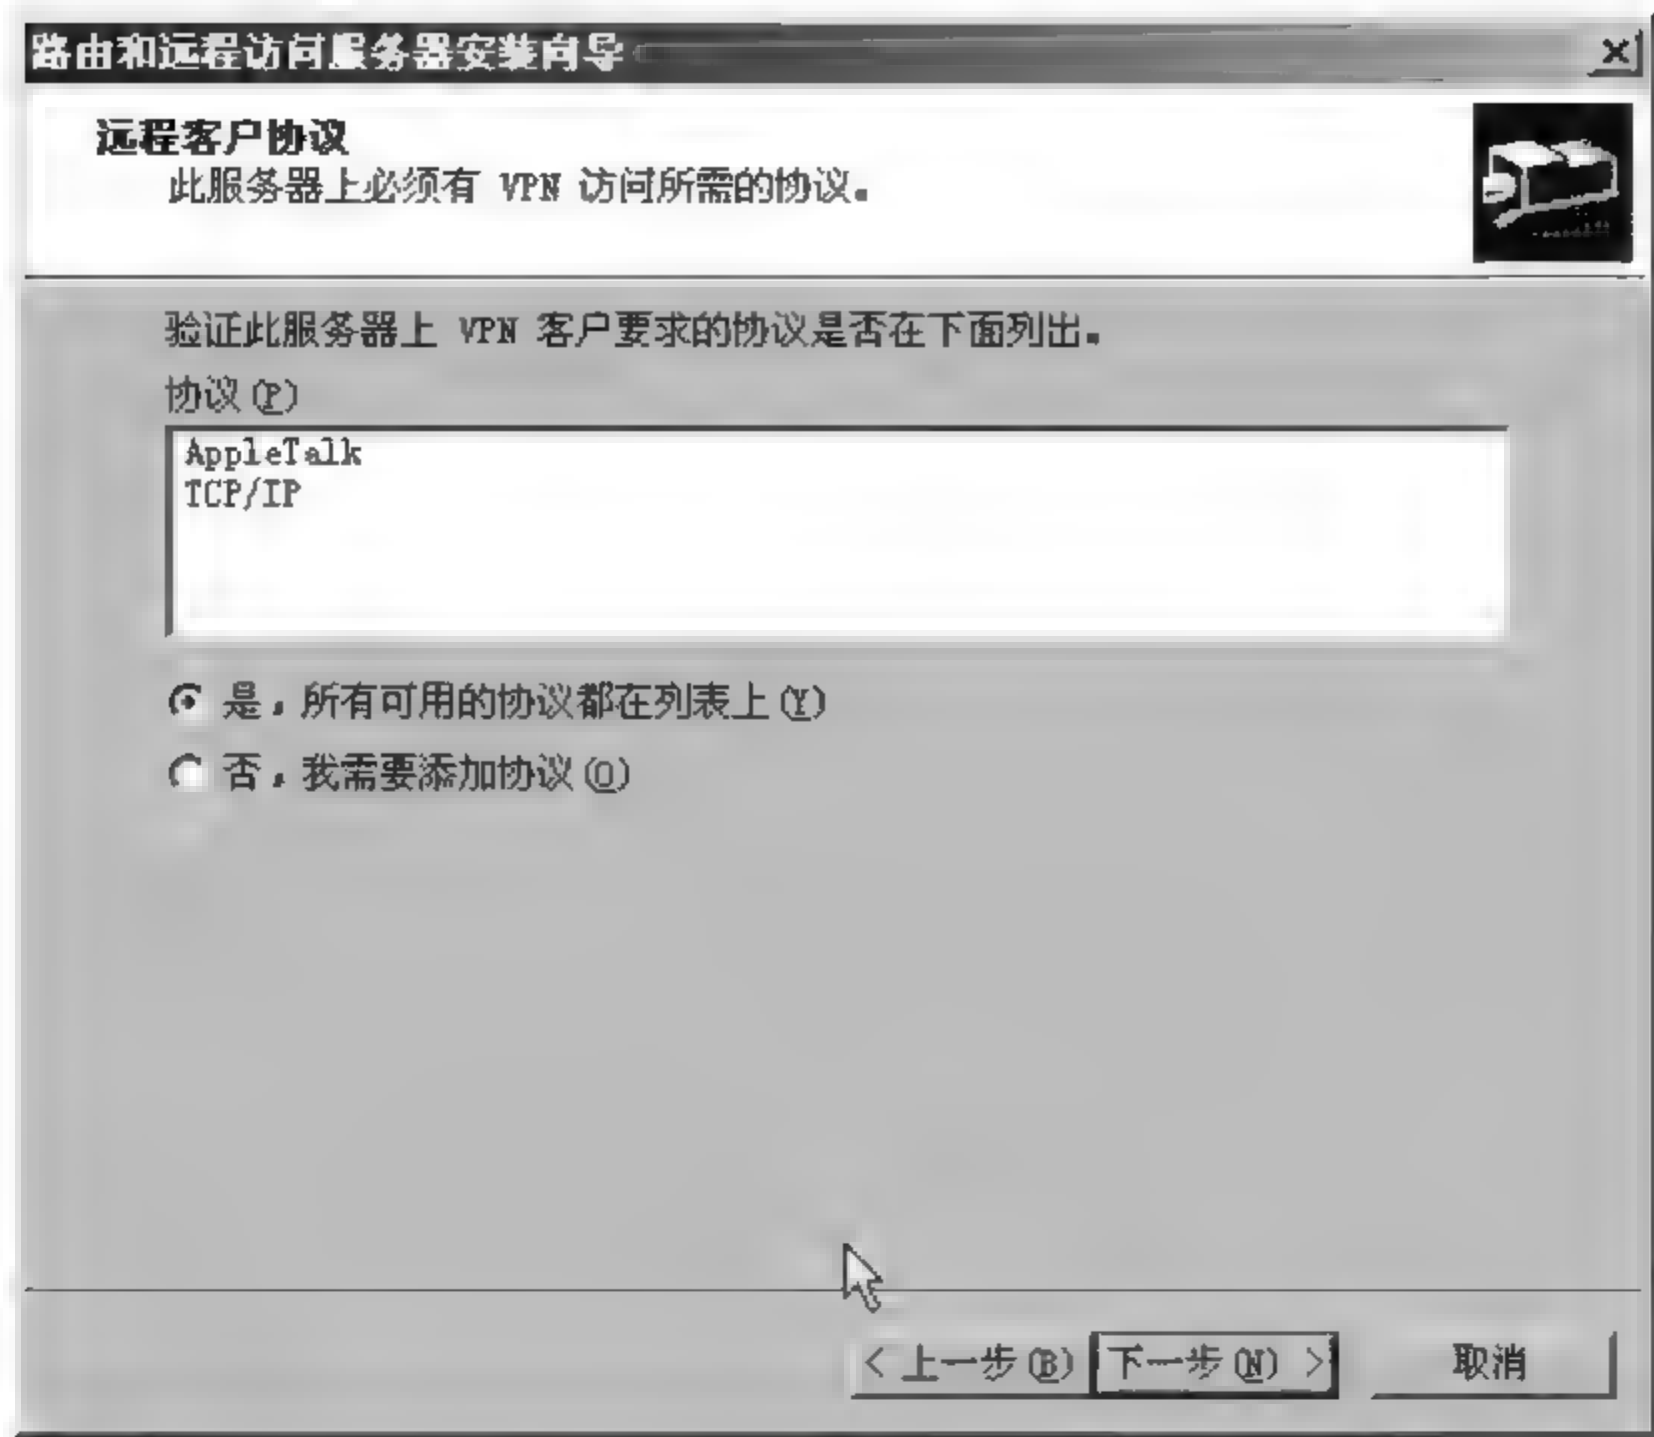 路由和远程访问服务器安装向导
远程客户协议
此服务器上必须有 VPN 访问所需的协议。
验证此服务器上 VPN 客户要求的协议是否在下面列出。
协议(P)
AppleTalk
TCP/IP
是,所有可用的协议都在列表上(Y)
否,我需要添加协议(O)
< 上一步(B) 下一步(N) > 取消